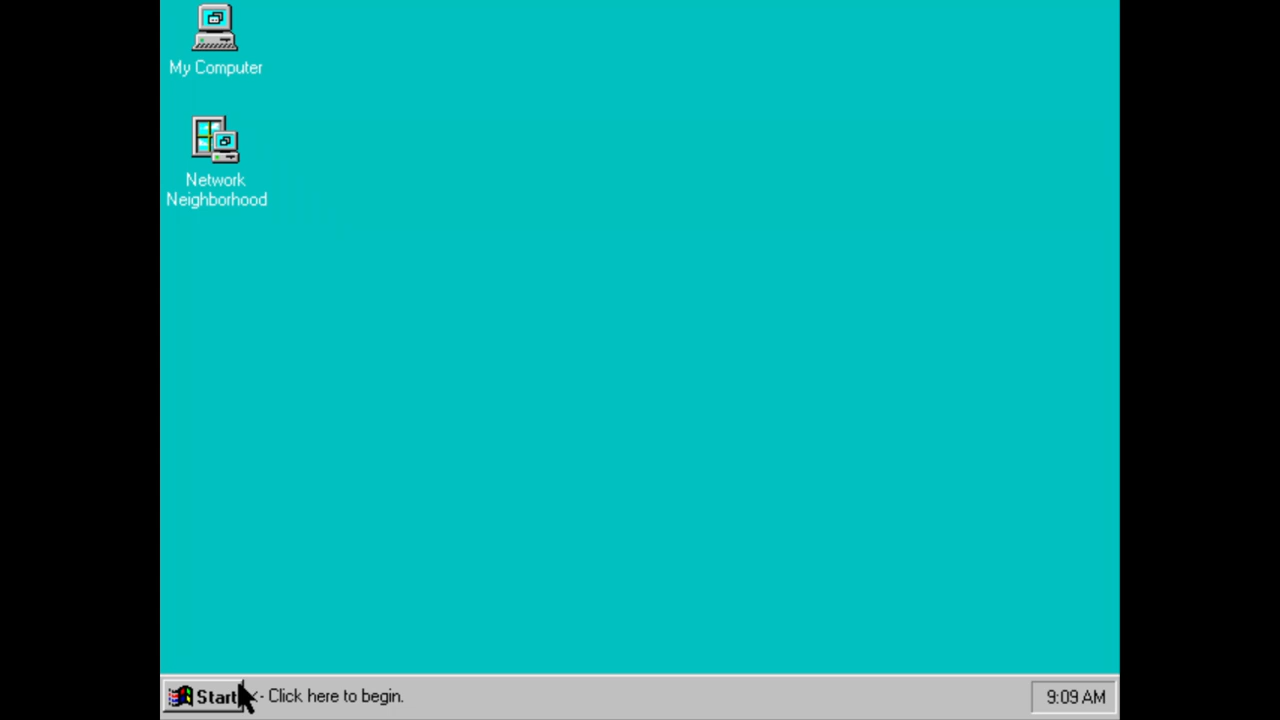 My Computer
Network
Neighborhood
Start <- Click here to begin.
9:09 AM